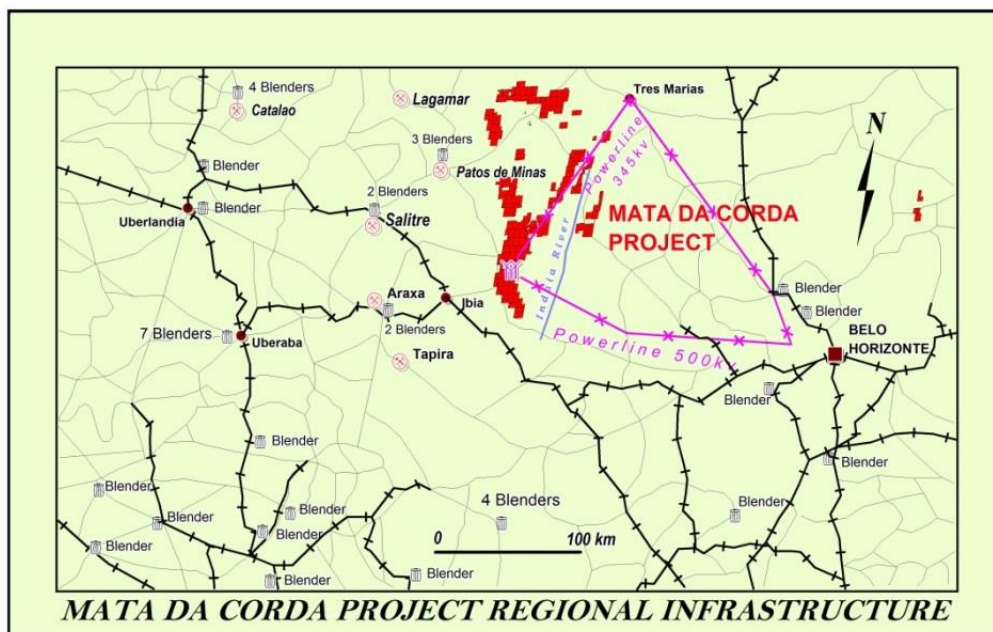 4 Blenders
Catalao
Lagamar
Tres Marias
N
3 Blenders
Patos de Minas
Powerline
345kv
Blender
2 Blenders
Uberlandia
Blender
Salitre
MATA DA CORDA
PROJECT
Indaia River
Araxa
Ibia
2 Blenders
Blender
Blender
7 Blenders
Uberaba
Tapira
Powerline 500kv
BELO
HORIZONTE
Blender
Blender
Blender
Blender
4 Blenders
Blender
Blender
Blender
Blender
Blender
Blender
Blender
0 100 km
MATA DA CORDA PROJECT REGIONAL INFRASTRUCTURE